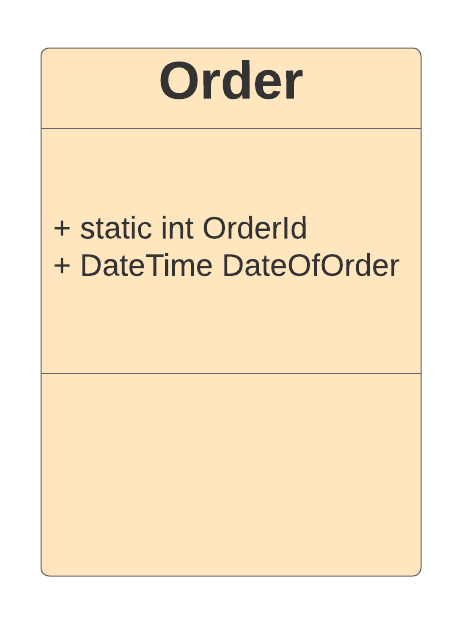 Order
+ static int OrderId
+ DateTime DateOfOrder